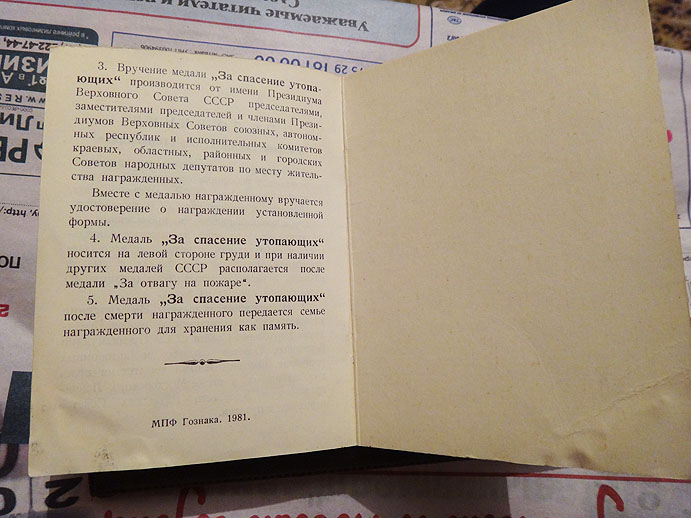 3. Вручение медали „За спасение утопа-
ющих“ производится от имени Президиума
Верховного Совета СССР председателями,
заместителями председателей и членами Прези-
диумов Верховных Советов союзных, автоном-
ных республик и исполнительных комитетов
краевых, областных, районных и городских
Советов народных депутатов по месту житель-
ства награжденных.
Вместе с медалью награжденному вручается
удостоверение о награждении установленной
формы.
4. Медаль „За спасение утопающих“
носится на левой стороне груди и при наличии
других медалей СССР располагается после
медали „За отвагу на пожаре“.
5. Медаль „За спасение утопающих“
после смерти награжденного передается семье
награжденного для хранения как память.
МПФ Гознака. 1981.
Уважаемые читатели и